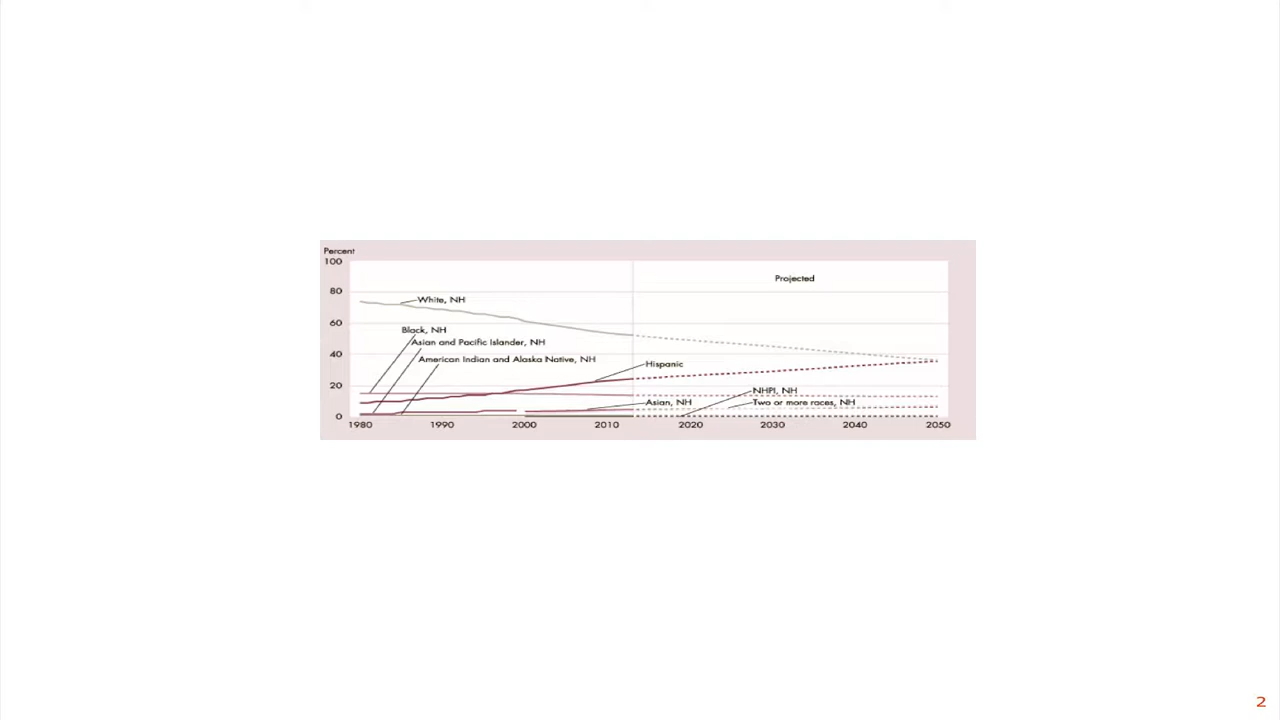 Percent
100
Projected
80
White, NH
60
Black, NH
Asian and Pacific Islander, NH
40
American Indian and Alaska Native, NH
Hispanic
20
NHPI, NH
Asian, NH
Two or more races, NH
0
1980 1990 2000 2010 2020 2030 2040 2050
2